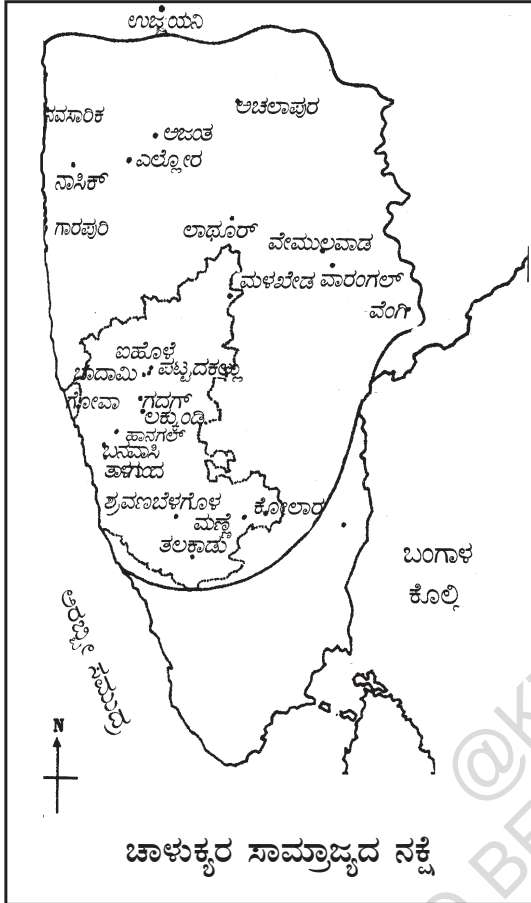 ಉಜ್ಜಯನಿ
ಅಚಲಾಪುರ
ನವಸಾರಿಕ
ಅಜಂತ
ಎಲ್ಲೋರ
ನಾಸಿಕ್
ಗಾರಪುರಿ
ಲಾಥೂರ್
ವೇಮುಲವಾಡ
ಮಳಖೇಡ ವಾರಂಗಲ್
ವೆಂಗಿ
ಐಹೊಳೆ
ಬಾದಾಮಿ ಪಟ್ಟದಕಲ್ಲು
ಗೋವಾ ಗದಗ್
ಲಕ್ಕುಂಡಿ
ಹಾನಗಲ್
ಬನವಾಸಿ
ತಾಳಗುಂದ
ಶ್ರವಣಬೆಳಗೊಳ
ಮಣ್ಣೆ ಕೋಲಾರ
ತಲಕಾಡು
ಬಂಗಾಳ
ಕೊಲ್ಲಿ
ಅರಬ್ಬೀ ಸಮುದ್ರ
N
ಚಾಳುಕ್ಯರ ಸಾಮ್ರಾಜ್ಯದ ನಕ್ಷೆ